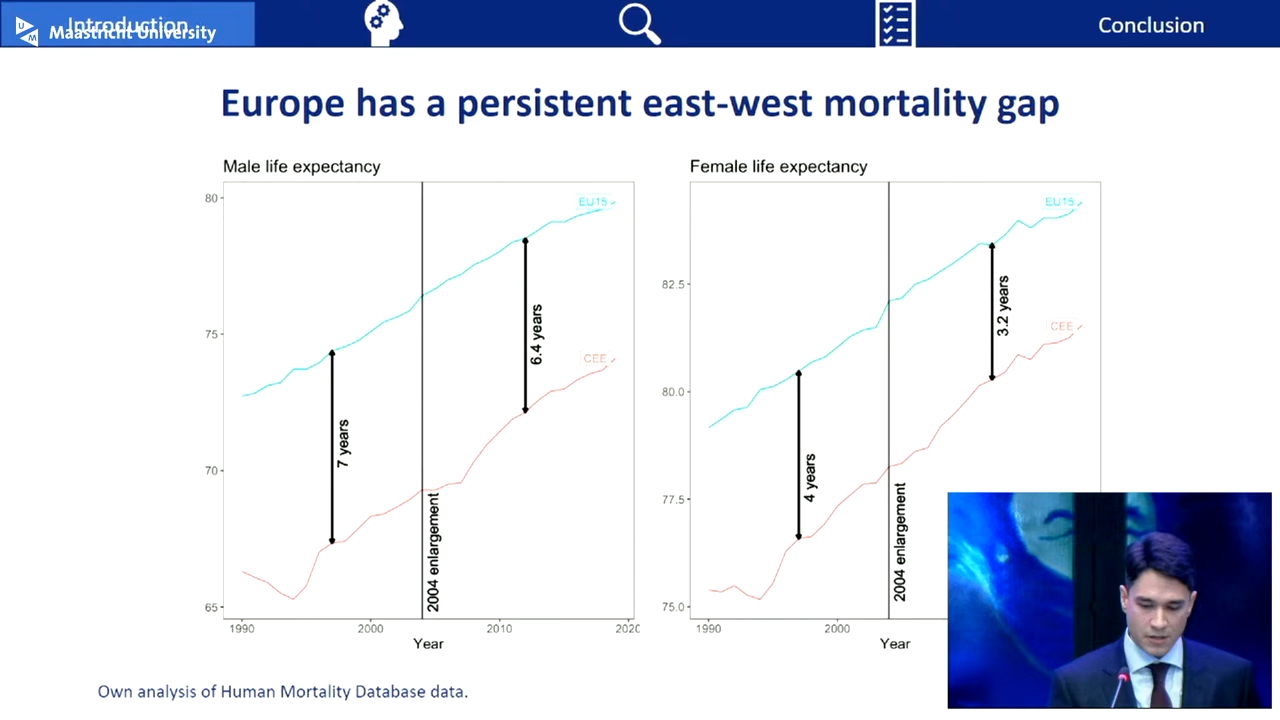 Introduction
Maastricht University
Conclusion
Europe has a persistent east-west mortality gap
Male life expectancy
80
75
70
65
EU15
CEE
7 years
6.4 years
2004 enlargement
1990
2000
2010
Year
Female life expectancy
82.5
80.0
77.5
75.0
EU15
CEE
4 years
3.2 years
2004 enlargement
1990
2000
Year
Own analysis of Human Mortality Database data.